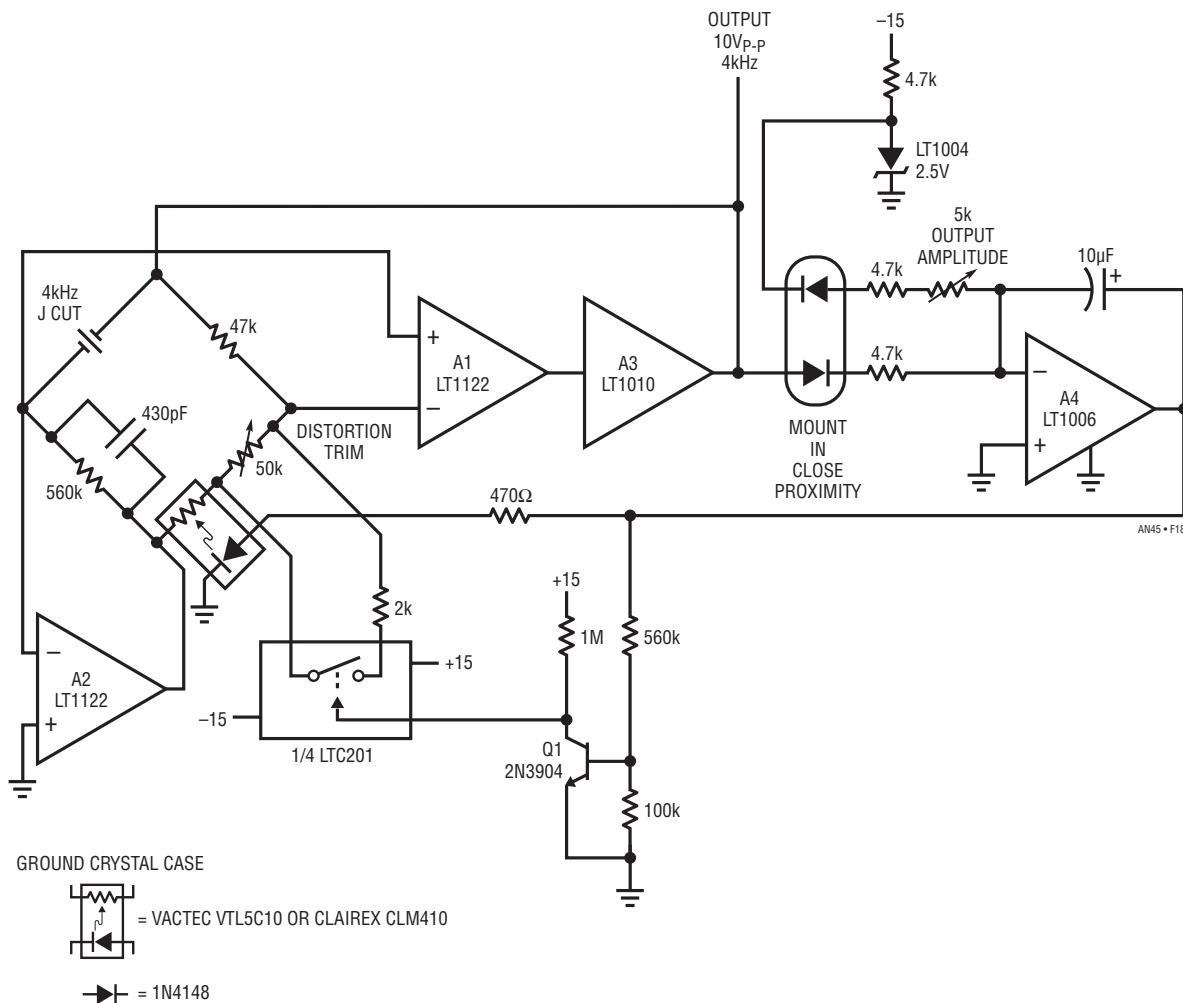 OUTPUT
10VP-P
4kHz
–15
4.7k
LT1004
2.5V
5k
OUTPUT
AMPLITUDE
10µF
+
4kHz
J CUT
47k
4.7k
+
A1
LT1122
–
A3
LT1010
4.7k
–
A4
LT1006
+
430pF
DISTORTION
TRIM
50k
560k
MOUNT
IN
CLOSE
PROXIMITY
470Ω
AN45 • F18
+15
2k
1M
560k
–
A2
LT1122
+
+15
–15
1/4 LTC201
Q1
2N3904
100k
GROUND CRYSTAL CASE
= VACTEC VTL5C10 OR CLAIREX CLM410
= 1N4148